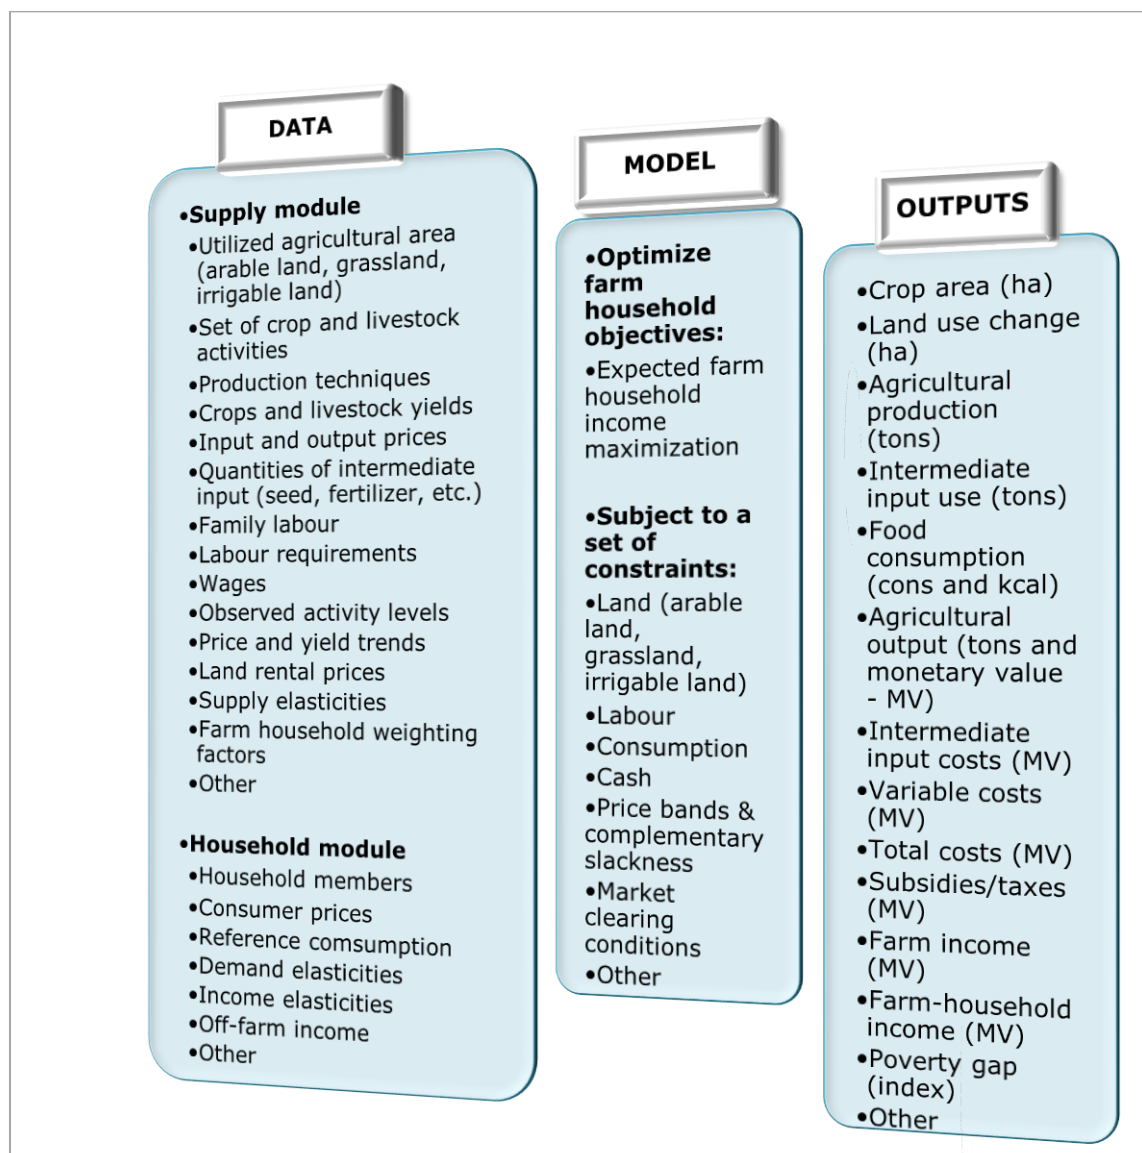 DATA
•Supply module
•Utilized agricultural area
(arable land, grassland,
irrigable land)
•Set of crop and livestock
activities
•Production techniques
•Crops and livestock yields
•Input and output prices
•Quantities of intermediate
input (seed, fertilizer, etc.)
•Family labour
•Labour requirements
•Wages
•Observed activity levels
•Price and yield trends
•Land rental prices
•Supply elasticities
•Farm household weighting
factors
•Other
•Household module
•Household members
•Consumer prices
•Reference comsumption
•Demand elasticities
•Income elasticities
•Off-farm income
•Other
MODEL
•Optimize
farm
household
objectives:
•Expected farm
household
income
maximization
•Subject to a
set of
constraints:
•Land (arable
land,
grassland,
irrigable land)
•Labour
•Consumption
•Cash
•Price bands &
complementary
slackness
•Market
clearing
conditions
•Other
OUTPUTS
•Crop area (ha)
•Land use change
(ha)
•Agricultural
production
(tons)
•Intermediate
input use (tons)
•Food
consumption
(cons and kcal)
•Agricultural
output (tons and
monetary value
- MV)
•Intermediate
input costs (MV)
•Variable costs
(MV)
•Total costs (MV)
•Subsidies/taxes
(MV)
•Farm income
(MV)
•Farm-household
income (MV)
•Poverty gap
(index)
•Other